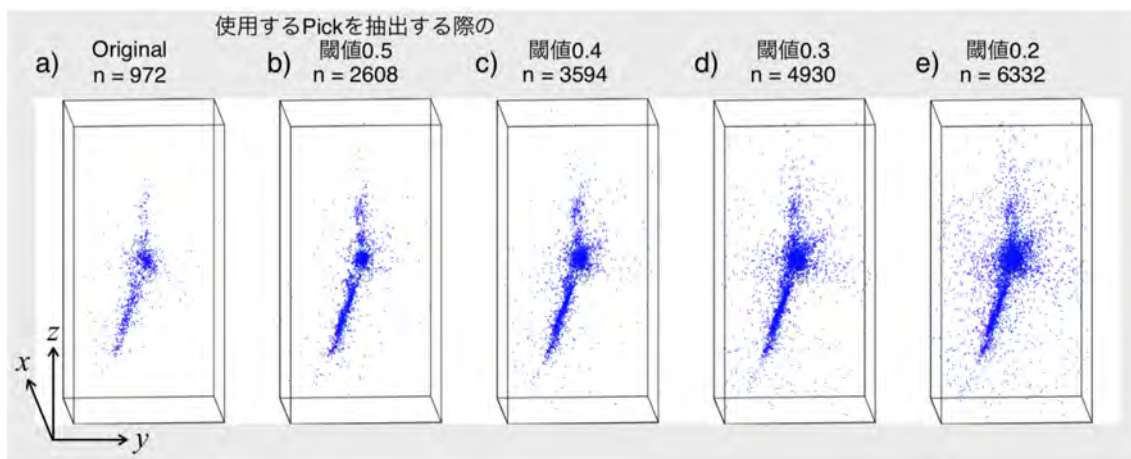 使用するPickを抽出する際の
a) Original
n = 972
b) 閾値0.5
n = 2608
c) 閾値0.4
n = 3594
d) 閾値0.3
n = 4930
e) 閾値0.2
n = 6332
z
x
y